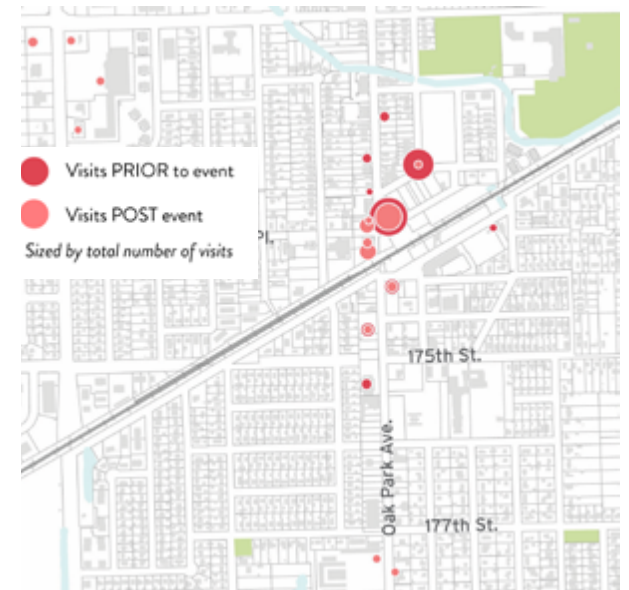 Visits PRIOR to event
Visits POST event
Sized by total number of visits
Pl.
175th St.
Oak Park Ave.
177th St.